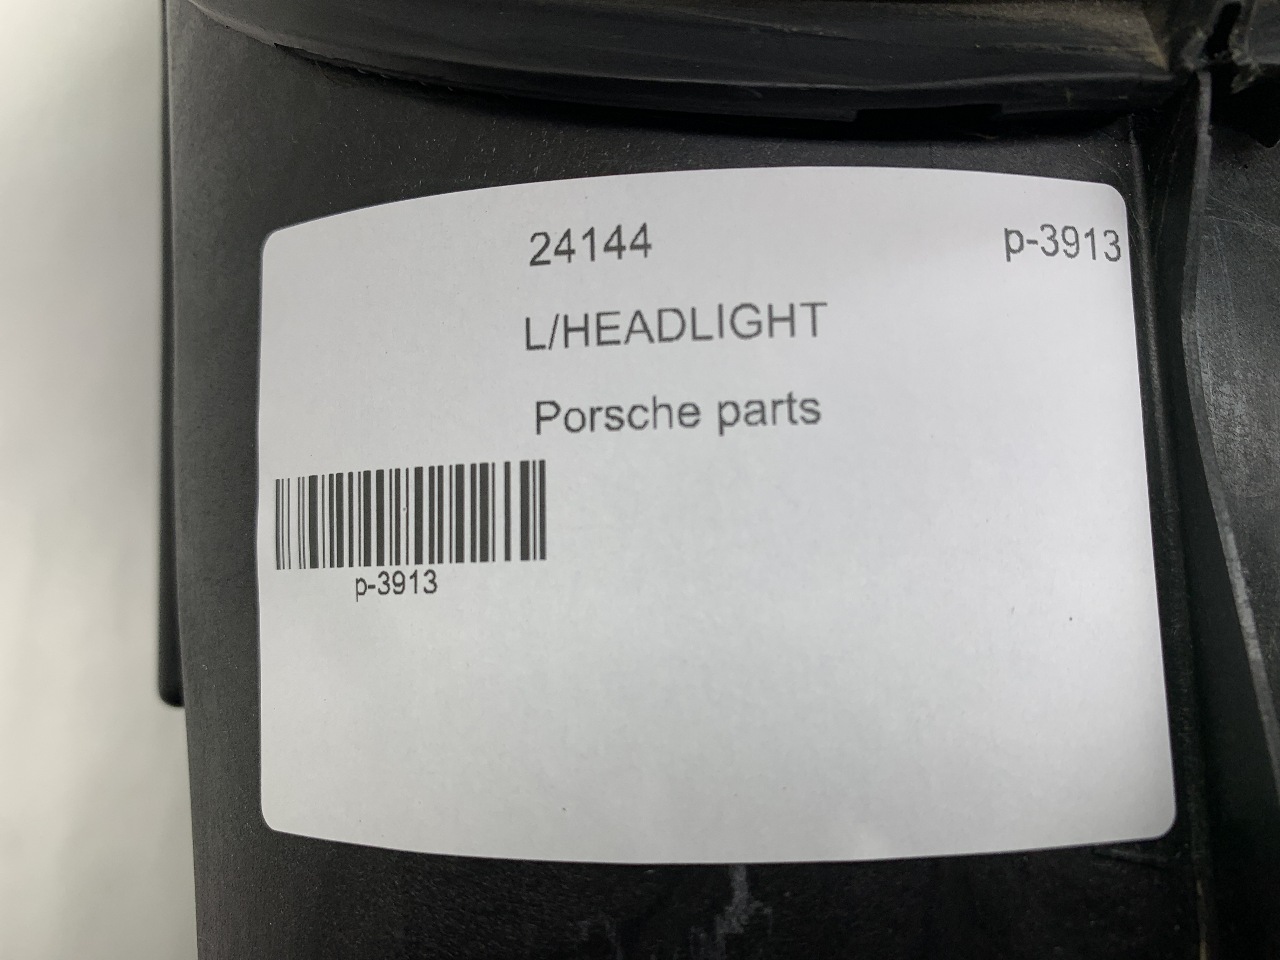 24144 p-3913
L/HEADLIGHT
Porsche parts
p-3913